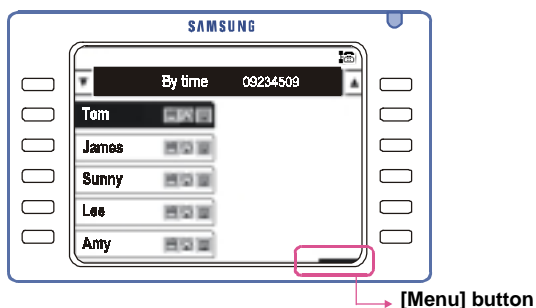 SAMSUNG
By time 09234509
Tom
James
Sunny
Lee
Amy
[Menu] button